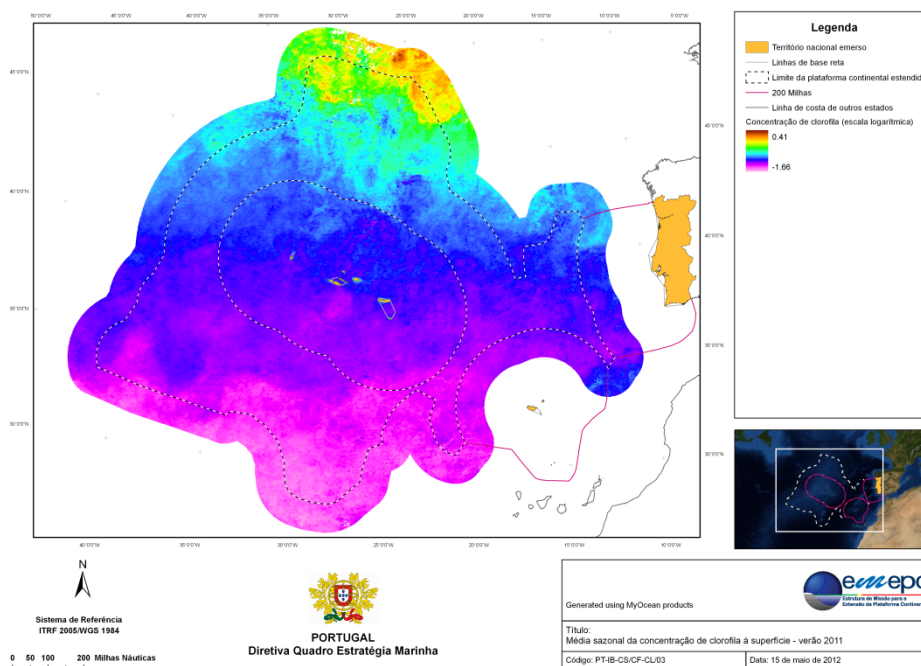 50°0'0"W 45°0'0"W 40°0'0"W 35°0'0"W 30°0'0"W 25°0'0"W 20°0'0"W 15°0'0"W 10°0'0"W 5°0'0"W
45°0'0"N
40°0'0"N
35°0'0"N
30°0'0"N
45°0'0"N
40°0'0"N
35°0'0"N
30°0'0"N
40°0'0"W 35°0'0"W 30°0'0"W 25°0'0"W 20°0'0"W 15°0'0"W 10°0'0"W
Legenda
Território nacional emerso
Linhas de base reta
Limite da plataforma continental estendid
200 Milhas
Linha de costa de outros estados
Concentração de clorofila (escala logarítmica)
0.41
-1.66
N
Sistema de Referência
ITRF 2005/WGS 1984
0 50 100 200 Milhas Náuticas
PORTUGAL
Diretiva Quadro Estratégia Marinha
Generated using MyOcean products
emepc
Estrutura de Missão para a
Extensão da Plataforma Continent
Título:
Média sazonal da concentração de clorofila à superfície - verão 2011
Código: PT-IB-CS/CF-CL/03
Data: 15 de maio de 2012